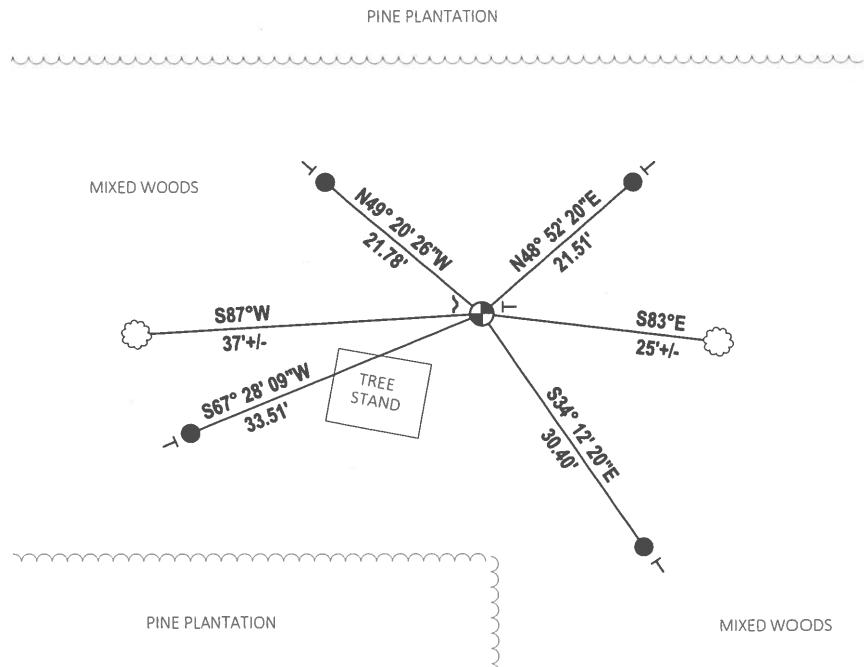 PINE PLANTATION
MIXED WOODS
N49° 20' 26"W
21.78'
N48° 52' 20"E
21.51'
S87°W
37'+/-
S83°E
25'+/-
S67° 28' 09"W
33.51'
TREE
STAND
S34° 12' 20"E
30.40'
PINE PLANTATION
MIXED WOODS